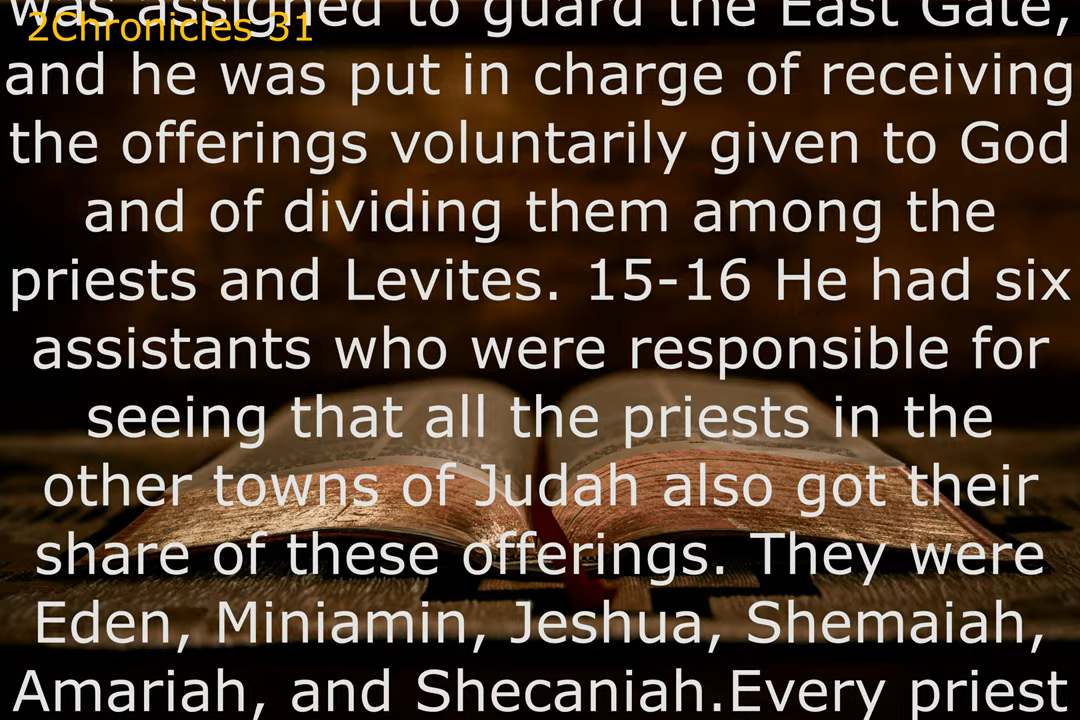 was assigned to guard the East Gate,
2Chronicles 31
and he was put in charge of receiving
the offerings voluntarily given to God
and of dividing them among the
priests and Levites. 15-16 He had six
assistants who were responsible for
seeing that all the priests in the
other towns of Judah also got their
share of these offerings. They were
Eden, Miniamin, Jeshua, Shemaiah,
Amariah, and Shecaniah.Every priest